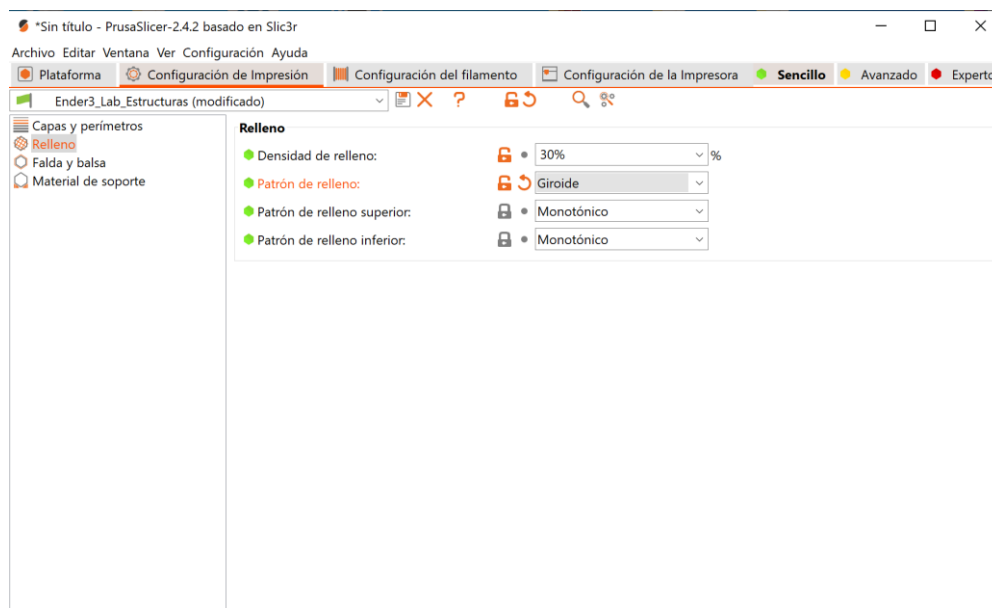 *Sin título - PrusaSlicer-2.4.2 basado en Slic3r
Archivo Editar Ventana Ver Configuración Ayuda
Plataforma Configuración de Impresión Configuración del filamento Configuración de la Impresora Sencillo Avanzado Experto
Ender3_Lab_Estructuras (modificado) ?
Capas y perímetros
Relleno
Falda y balsa
Material de soporte
Relleno
Densidad de relleno: 30% %
Patrón de relleno: Giroide
Patrón de relleno superior: Monotónico
Patrón de relleno inferior: Monotónico